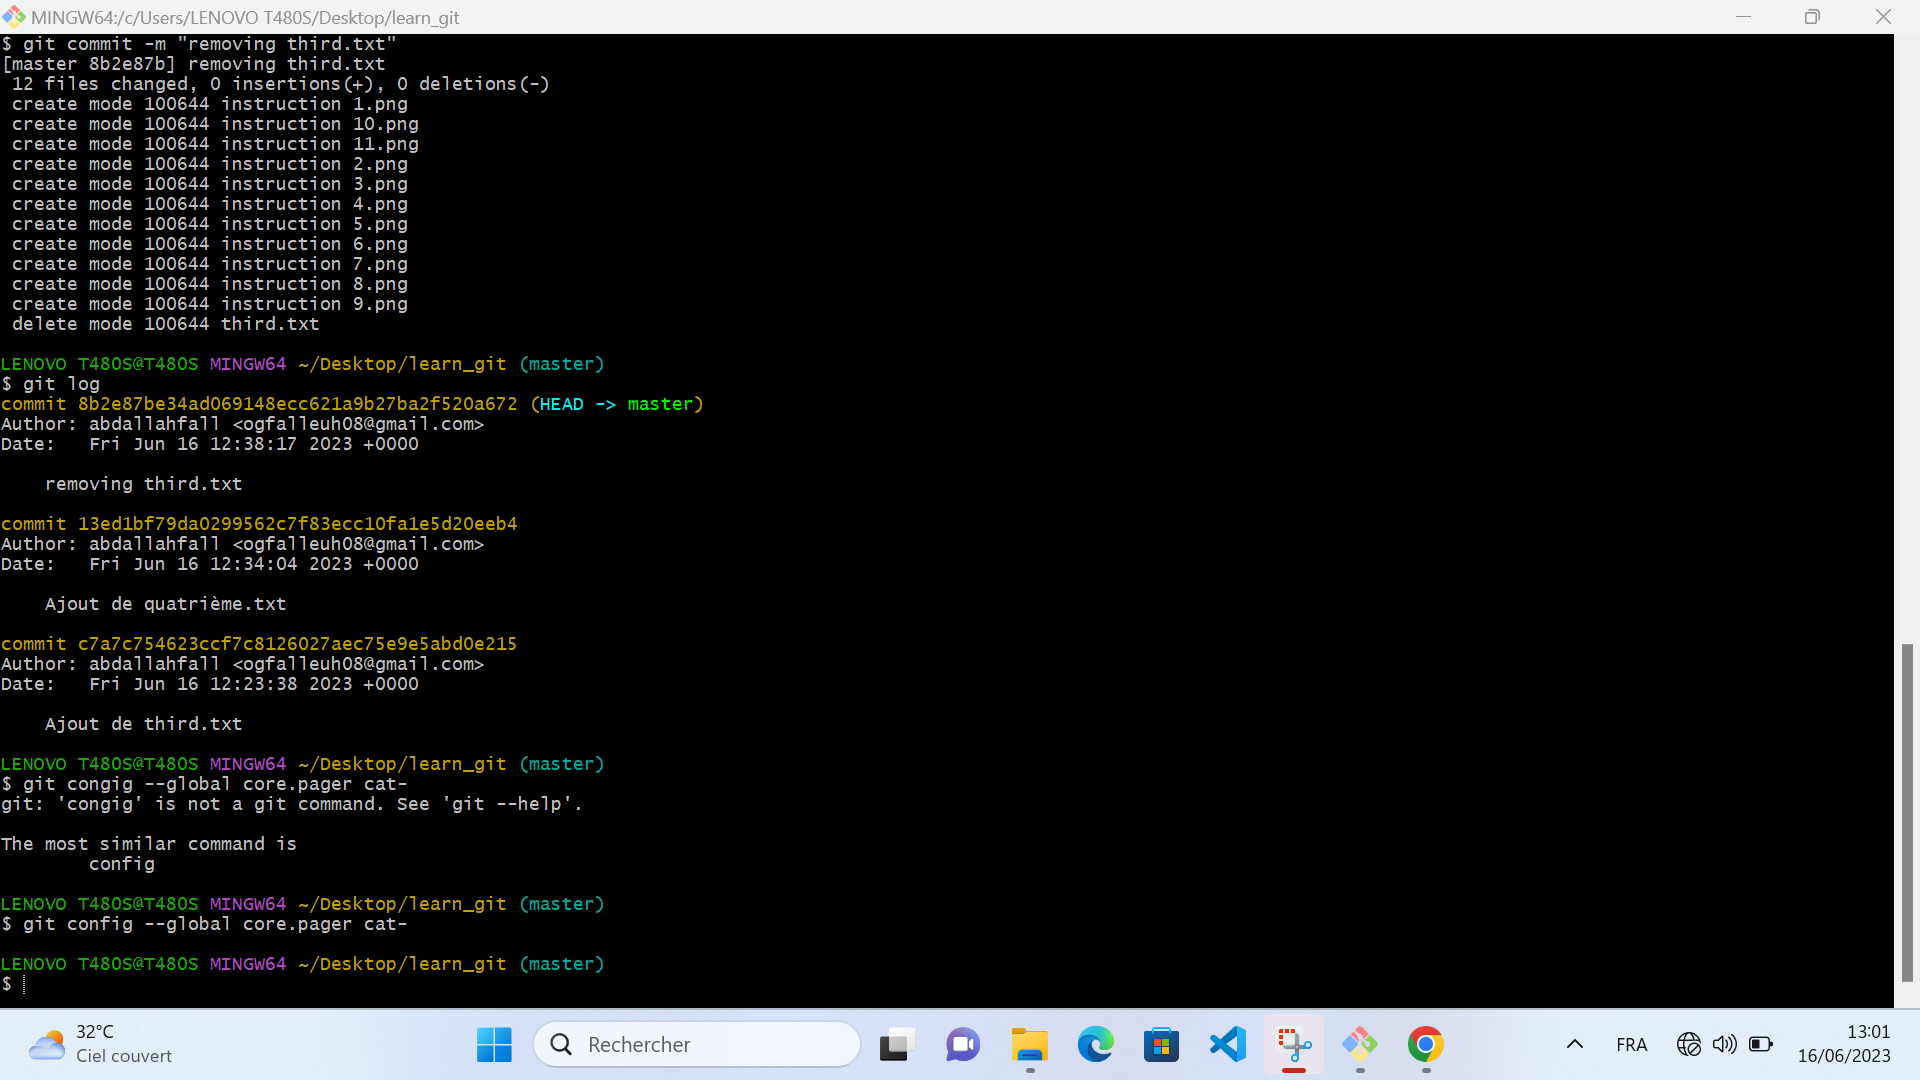 MINGW64:/c/Users/LENOVO T480S/Desktop/learn_git
$ git commit -m "removing third.txt"
[master 8b2e87b] removing third.txt
 12 files changed, 0 insertions(+), 0 deletions(-)
 create mode 100644 instruction 1.png
 create mode 100644 instruction 10.png
 create mode 100644 instruction 11.png
 create mode 100644 instruction 2.png
 create mode 100644 instruction 3.png
 create mode 100644 instruction 4.png
 create mode 100644 instruction 5.png
 create mode 100644 instruction 6.png
 create mode 100644 instruction 7.png
 create mode 100644 instruction 8.png
 create mode 100644 instruction 9.png
 delete mode 100644 third.txt
LENOVO T480S@T480S MINGW64 ~/Desktop/learn_git (master)
$ git log
commit 8b2e87be34ad069148ecc621a9b27ba2f520a672 (HEAD -> master)
Author: abdallahfall <ogfalleuh08@gmail.com>
Date:   Fri Jun 16 12:38:17 2023 +0000
    removing third.txt
commit 13ed1bf79da0299562c7f83ecc10fa1e5d20eeb4
Author: abdallahfall <ogfalleuh08@gmail.com>
Date:   Fri Jun 16 12:34:04 2023 +0000
    Ajout de quatrième.txt
commit c7a7c754623ccf7c8126027aec75e9e5abd0e215
Author: abdallahfall <ogfalleuh08@gmail.com>
Date:   Fri Jun 16 12:23:38 2023 +0000
    Ajout de third.txt
LENOVO T480S@T480S MINGW64 ~/Desktop/learn_git (master)
$ git congig --global core.pager cat-
git: 'congig' is not a git command. See 'git --help'.
The most similar command is
        config
LENOVO T480S@T480S MINGW64 ~/Desktop/learn_git (master)
$ git config --global core.pager cat-
LENOVO T480S@T480S MINGW64 ~/Desktop/learn_git (master)
$
32°C
Ciel couvert
Rechercher
FRA
13:01
16/06/2023